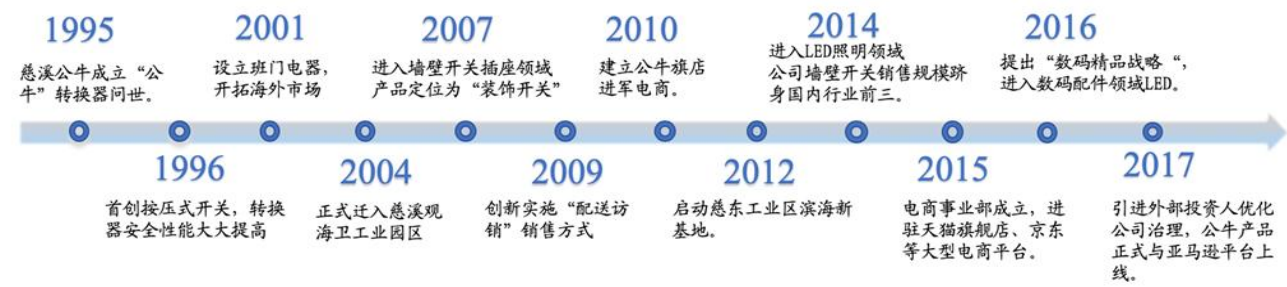 1995
慈溪公牛成立“公
牛”转换器问世。
1996
首创按压式开关，转换
器安全性能大大提高
2001
设立班门电器，
开拓海外市场
2004
正式迁入慈溪观
海卫工业园区
2007
进入墙壁开关插座领域
产品定位为“装饰开关”
2009
创新实施“配送访
销”销售方式
2010
建立公牛旗店
进军电商。
2012
启动慈东工业区滨海新
基地。
2014
进入LED照明领域
公司墙壁开关销售规模跻
身国内行业前三。
2015
电商事业部成立，进
驻天猫旗舰店、京东
等大型电商平台。
2016
提出“数码精品战略“，
进入数码配件领域LED。
2017
引进外部投资人优化
公司治理，公牛产品
正式与亚马逊平台上
线。